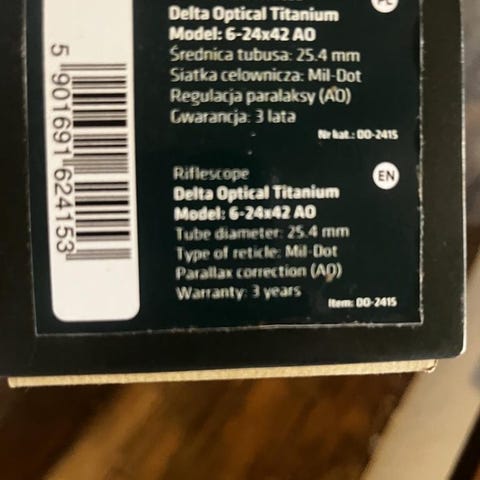 Delta Optical Titanium
Model: 6-24x42 AO
Średnica tubusa: 25.4 mm
Siatka celownicza: Mil-Dot
Regulacja paralaksy (AO)
Gwarancja: 3 lata
Nr kat.: DO-2415
PL
5 901691 624153
Riflescope
EN
Delta Optical Titanium
Model: 6-24x42 AO
Tube diameter: 25.4 mm
Type of reticle: Mil-Dot
Parallax correction (AO)
Warranty: 3 years
Item: DO-2415